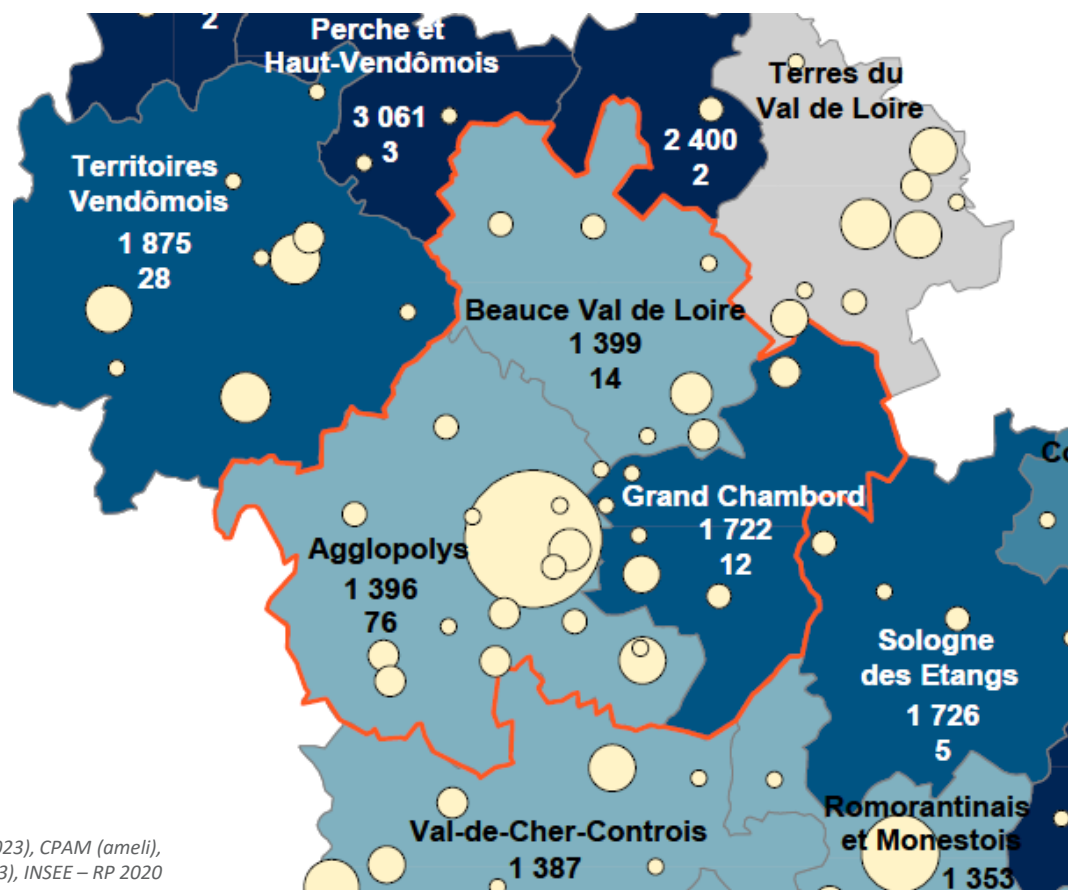 2
Perche et
Haut-Vendômois
3 061
3
Terres du
Val de Loire
2 400
2
Territoires
Vendômois
1 875
28
Beauce Val de Loire
1 399
14
Co
Grand Chambord
1 722
12
Agglopolys
1 396
76
Sologne
des Etangs
1 726
5
Romorantinais
et Monestois
1 353
Val-de-Cher-Controis
1 387
023), CPAM (ameli),
3), INSEE – RP 2020